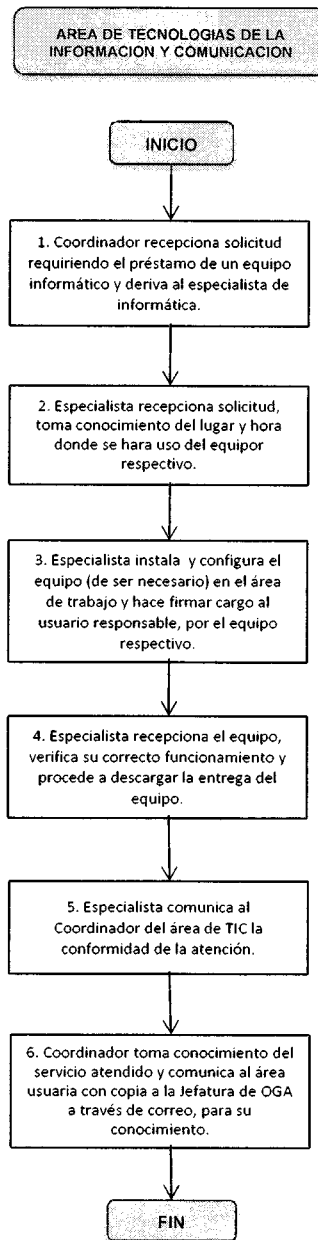 AREA DE TECNOLOGIAS DE LA
INFORMACION Y COMUNICACION
INICIO
1. Coordinador recepciona solicitud
requiriendo el préstamo de un equipo
informático y deriva al especialista de
informática.
2. Especialista recepciona solicitud,
toma conocimiento del lugar y hora
donde se hara uso del equipor
respectivo.
3. Especialista instala y configura el
equipo (de ser necesario) en el área
de trabajo y hace firmar cargo al
usuario responsable, por el equipo
respectivo.
4. Especialista recepciona el equipo,
verifica su correcto funcionamiento y
procede a descargar la entrega del
equipo.
5. Especialista comunica al
Coordinador del área de TIC la
conformidad de la atención.
6. Coordinador toma conocimiento del
servicio atendido y comunica al área
usuaria con copia a la Jefatura de OGA
a través de correo, para su
conocimiento.
FIN